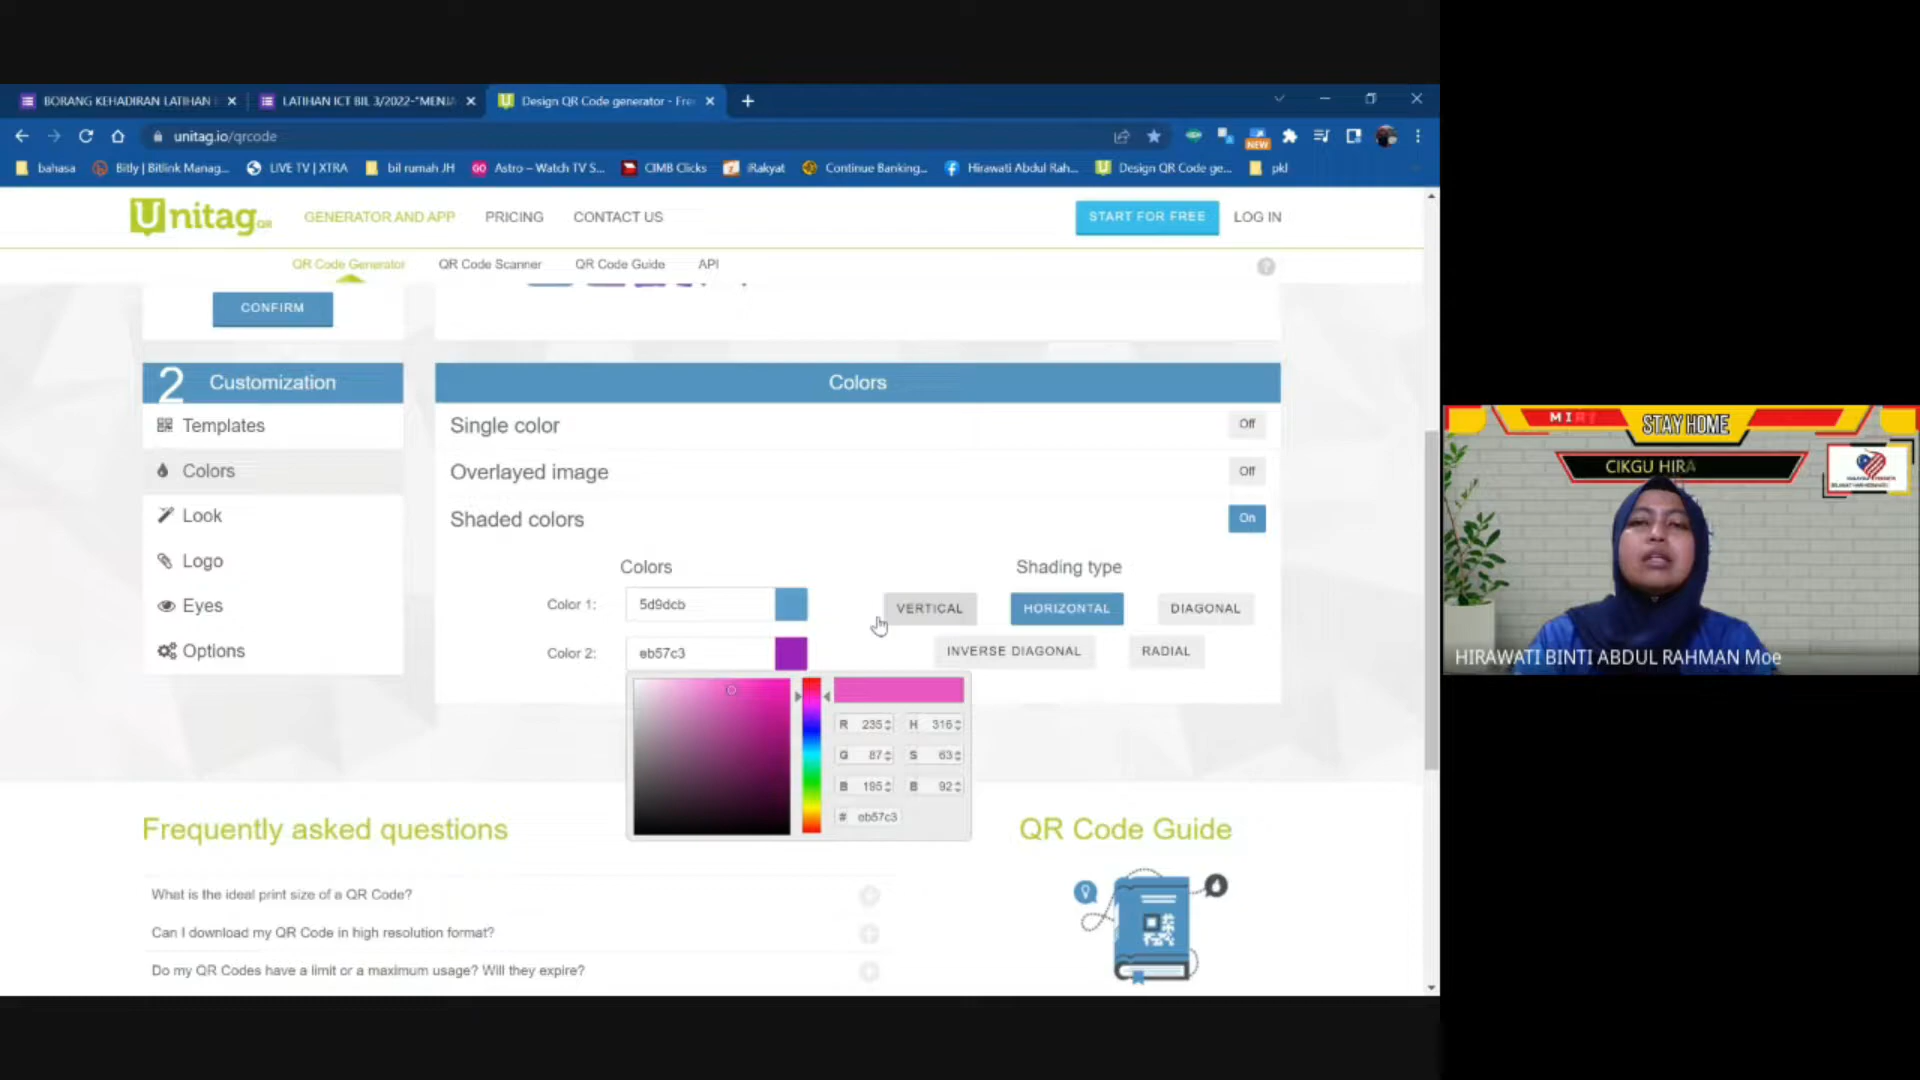 BORANG KEHADIRAN LATIHAN
LATIHAN ICT BIL 3/2022-"MENJA
Design QR Code generator - Fre
unitag.io/qrcode
NEW
bahasa
Bitly | Bitlink Manag...
LIVE TV | XTRA
bil rumah JH
GO Astro – Watch TV S...
CIMB Clicks
iRakyat
Continue Banking...
Hirawati Abdul Rah...
Design QR Code ge...
pkl
Unitag QR
GENERATOR AND APP
PRICING
CONTACT US
START FOR FREE
LOG IN
QR Code Generator
QR Code Scanner
QR Code Guide
API
?
CONFIRM
2 Customization
Templates
Colors
Look
Logo
Eyes
Options
Colors
Single color
Off
Overlayed image
Off
Shaded colors
On
Colors
Shading type
Color 1:
5d9dcb
Color 2:
eb57c3
VERTICAL
HORIZONTAL
DIAGONAL
INVERSE DIAGONAL
RADIAL
R 235
H 316
G 87
S 63
B 195
B 92
# eb57c3
Frequently asked questions
What is the ideal print size of a QR Code?
Can I download my QR Code in high resolution format?
Do my QR Codes have a limit or a maximum usage? Will they expire?
QR Code Guide
STAY HOME
CIKGU HIRA
HIRAWATI BINTI ABDUL RAHMAN Moe